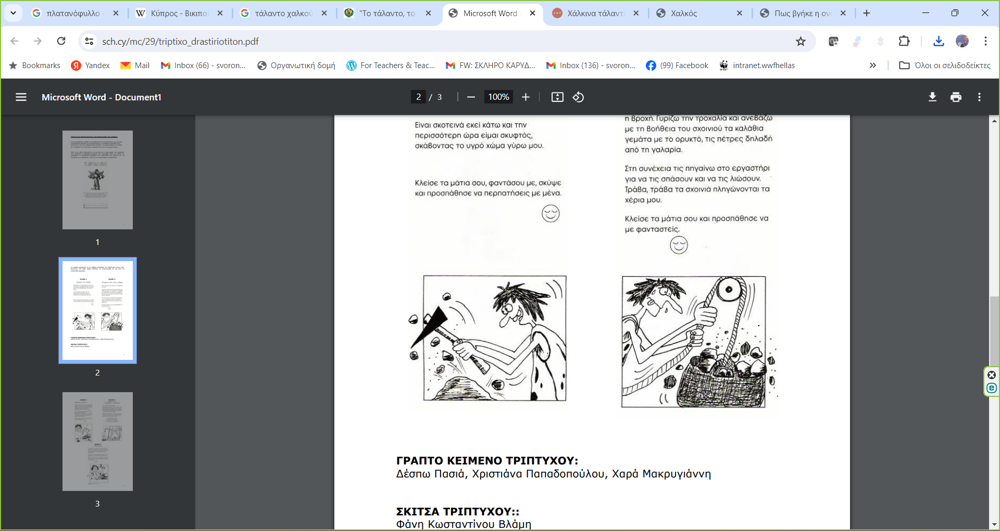 πλατανόφυλλο -
Κύπρος - Βικιπα
τάλαντο χαλκού
"Το τάλαντο, το
Microsoft Word -
Χάλκινα τάλαντ
Χαλκός
Πως βγήκε η ον
sch.cy/mc/29/triptixo_drastiriotiton.pdf
Bookmarks
Yandex
Mail
Inbox (66) - svoron...
Οργανωτική δομή
For Teachers & Teac...
FW: ΣΚΛΗΡΟ ΚΑΡΥΔ...
Inbox (136) - svoron...
(99) Facebook
intranet.wwfhellas
Όλοι οι σελιδοδείκτες
Microsoft Word - Document1
2 / 3
100%
1
2
3
Είναι σκοτεινά εκεί κάτω και την
περισσότερη ώρα είμαι σκυφτός,
σκάβοντας το υγρό χώμα γύρω μου.
Κλείσε τα μάτια σου, φαντάσου με, σκύψε
και προσπάθησε να περπατήσεις με μένα.
η βροχή. Γυρίζω την τροχαλία και ανεβάζω
με τη βοήθεια του σχοινιού τα καλάθια
γεμάτα με το ορυκτό, τις πέτρες δηλαδή
από τη γαλαρία.
Στη συνέχεια τις πηγαίνω στο εργαστήρι
για να τις σπάσουν και να τις λιώσουν.
Τράβα, τράβα τα σχοινιά πληγώνονται τα
χέρια μου.
Κλείσε τα μάτια σου και προσπάθησε να
με φανταστείς.
ΓΡΑΠΤΟ ΚΕΙΜΕΝΟ ΤΡΙΠΤΥΧΟΥ:
Δέσπω Πασιά, Χριστιάνα Παπαδοπούλου, Χαρά Μακρυγιάννη
ΣΚΙΤΣΑ ΤΡΙΠΤΥΧΟΥ::
Φάνη Κωσταντίνου Βλάμη